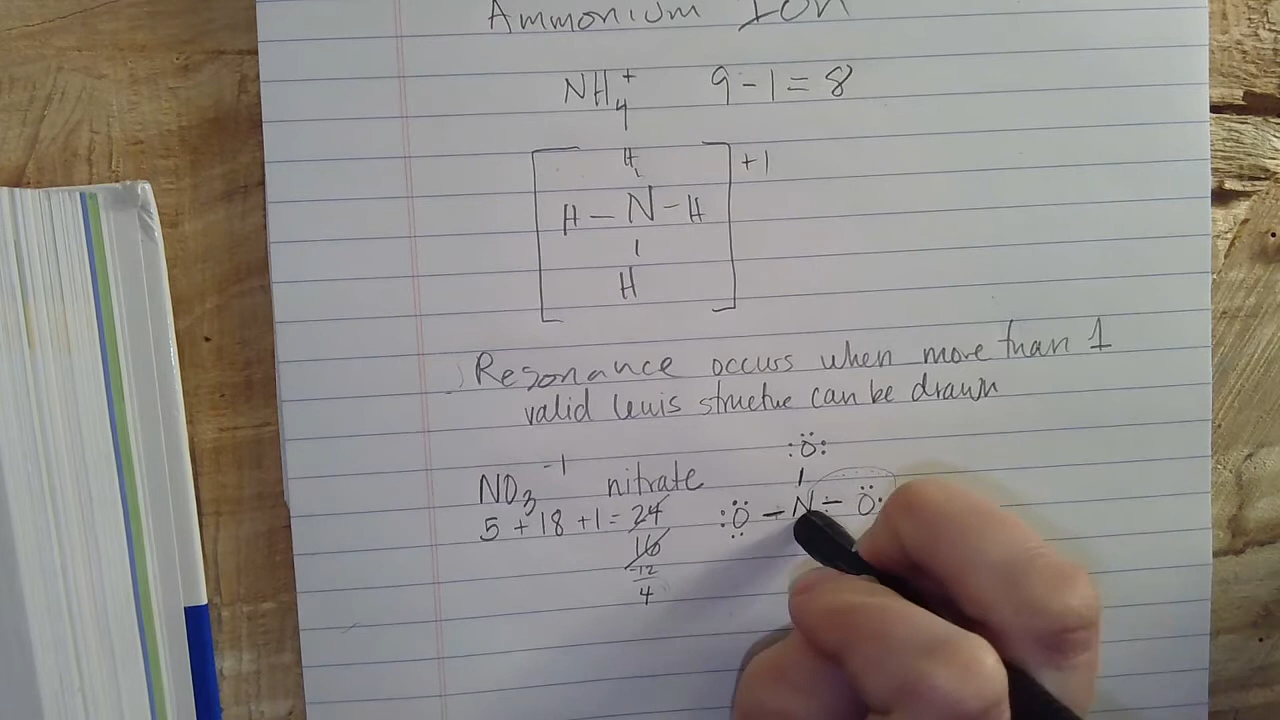 Ammonium Ion
NH4+ 9 - 1 = 8
H
H - N - H
H
+1
Resonance occurs when more than 1
valid lewis structue can be drawn
NO3 -1 nitrate
5 + 18 + 1 = 24
16
-12
4
:Ö:
:Ö - N - Ö: